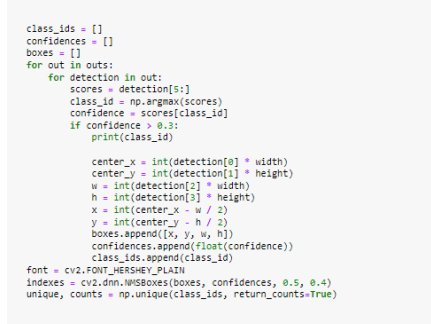 class_ids = []
confidences = []
boxes = []
for out in outs:
    for detection in out:
        scores = detection[5:]
        class_id = np.argmax(scores)
        confidence = scores[class_id]
        if confidence > 0.3:
            print(class_id)

            center_x = int(detection[0] * width)
            center_y = int(detection[1] * height)
            w = int(detection[2] * width)
            h = int(detection[3] * height)
            x = int(center_x - w / 2)
            y = int(center_y - h / 2)
            boxes.append([x, y, w, h])
            confidences.append(float(confidence))
            class_ids.append(class_id)
font = cv2.FONT_HERSHEY_PLAIN
indexes = cv2.dnn.NMSBoxes(boxes, confidences, 0.5, 0.4)
unique, counts = np.unique(class_ids, return_counts=True)